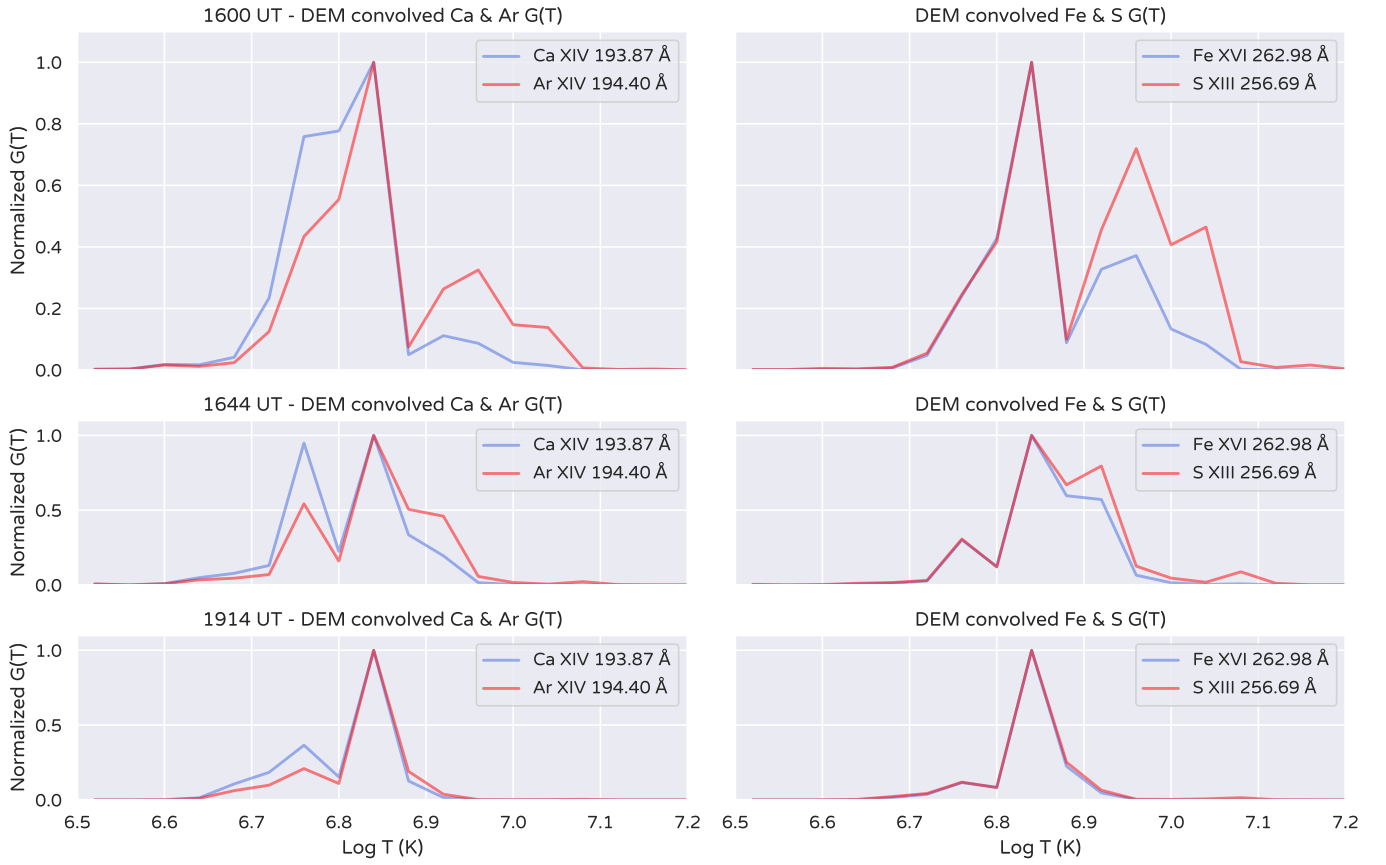 1600 UT - DEM convolved Ca & Ar G(T)
Normalized G(T)
1.0
0.8
0.6
0.4
0.2
0.0
Ca XIV 193.87 Å
Ar XIV 194.40 Å
DEM convolved Fe & S G(T)
Fe XVI 262.98 Å
S XIII 256.69 Å
1644 UT - DEM convolved Ca & Ar G(T)
Normalized G(T)
1.0
0.5
0.0
Ca XIV 193.87 Å
Ar XIV 194.40 Å
DEM convolved Fe & S G(T)
Fe XVI 262.98 Å
S XIII 256.69 Å
1914 UT - DEM convolved Ca & Ar G(T)
Normalized G(T)
1.0
0.5
0.0
Ca XIV 193.87 Å
Ar XIV 194.40 Å
6.5 6.6 6.7 6.8 6.9 7.0 7.1 7.2
Log T (K)
DEM convolved Fe & S G(T)
Fe XVI 262.98 Å
S XIII 256.69 Å
6.5 6.6 6.7 6.8 6.9 7.0 7.1 7.2
Log T (K)